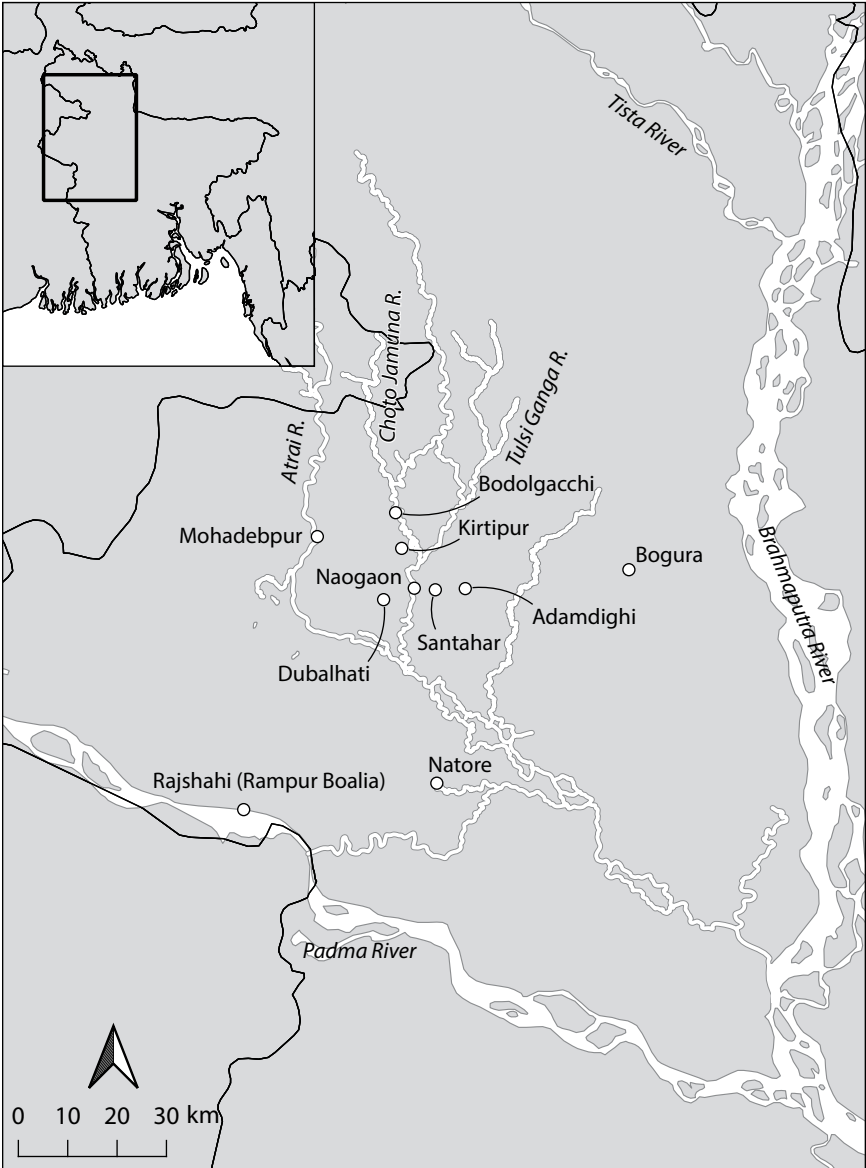 Tista River
Choto Jamuna R.
Tulsi Ganga R.
Atrai R.
Bodolgacchi
Kirtipur
Mohadebpur
Bogura
Naogaon
Brahmaputra River
Adamdighi
Santahar
Dubalhati
Natore
Rajshahi (Rampur Boalia)
Padma River
0 10 20 30 km